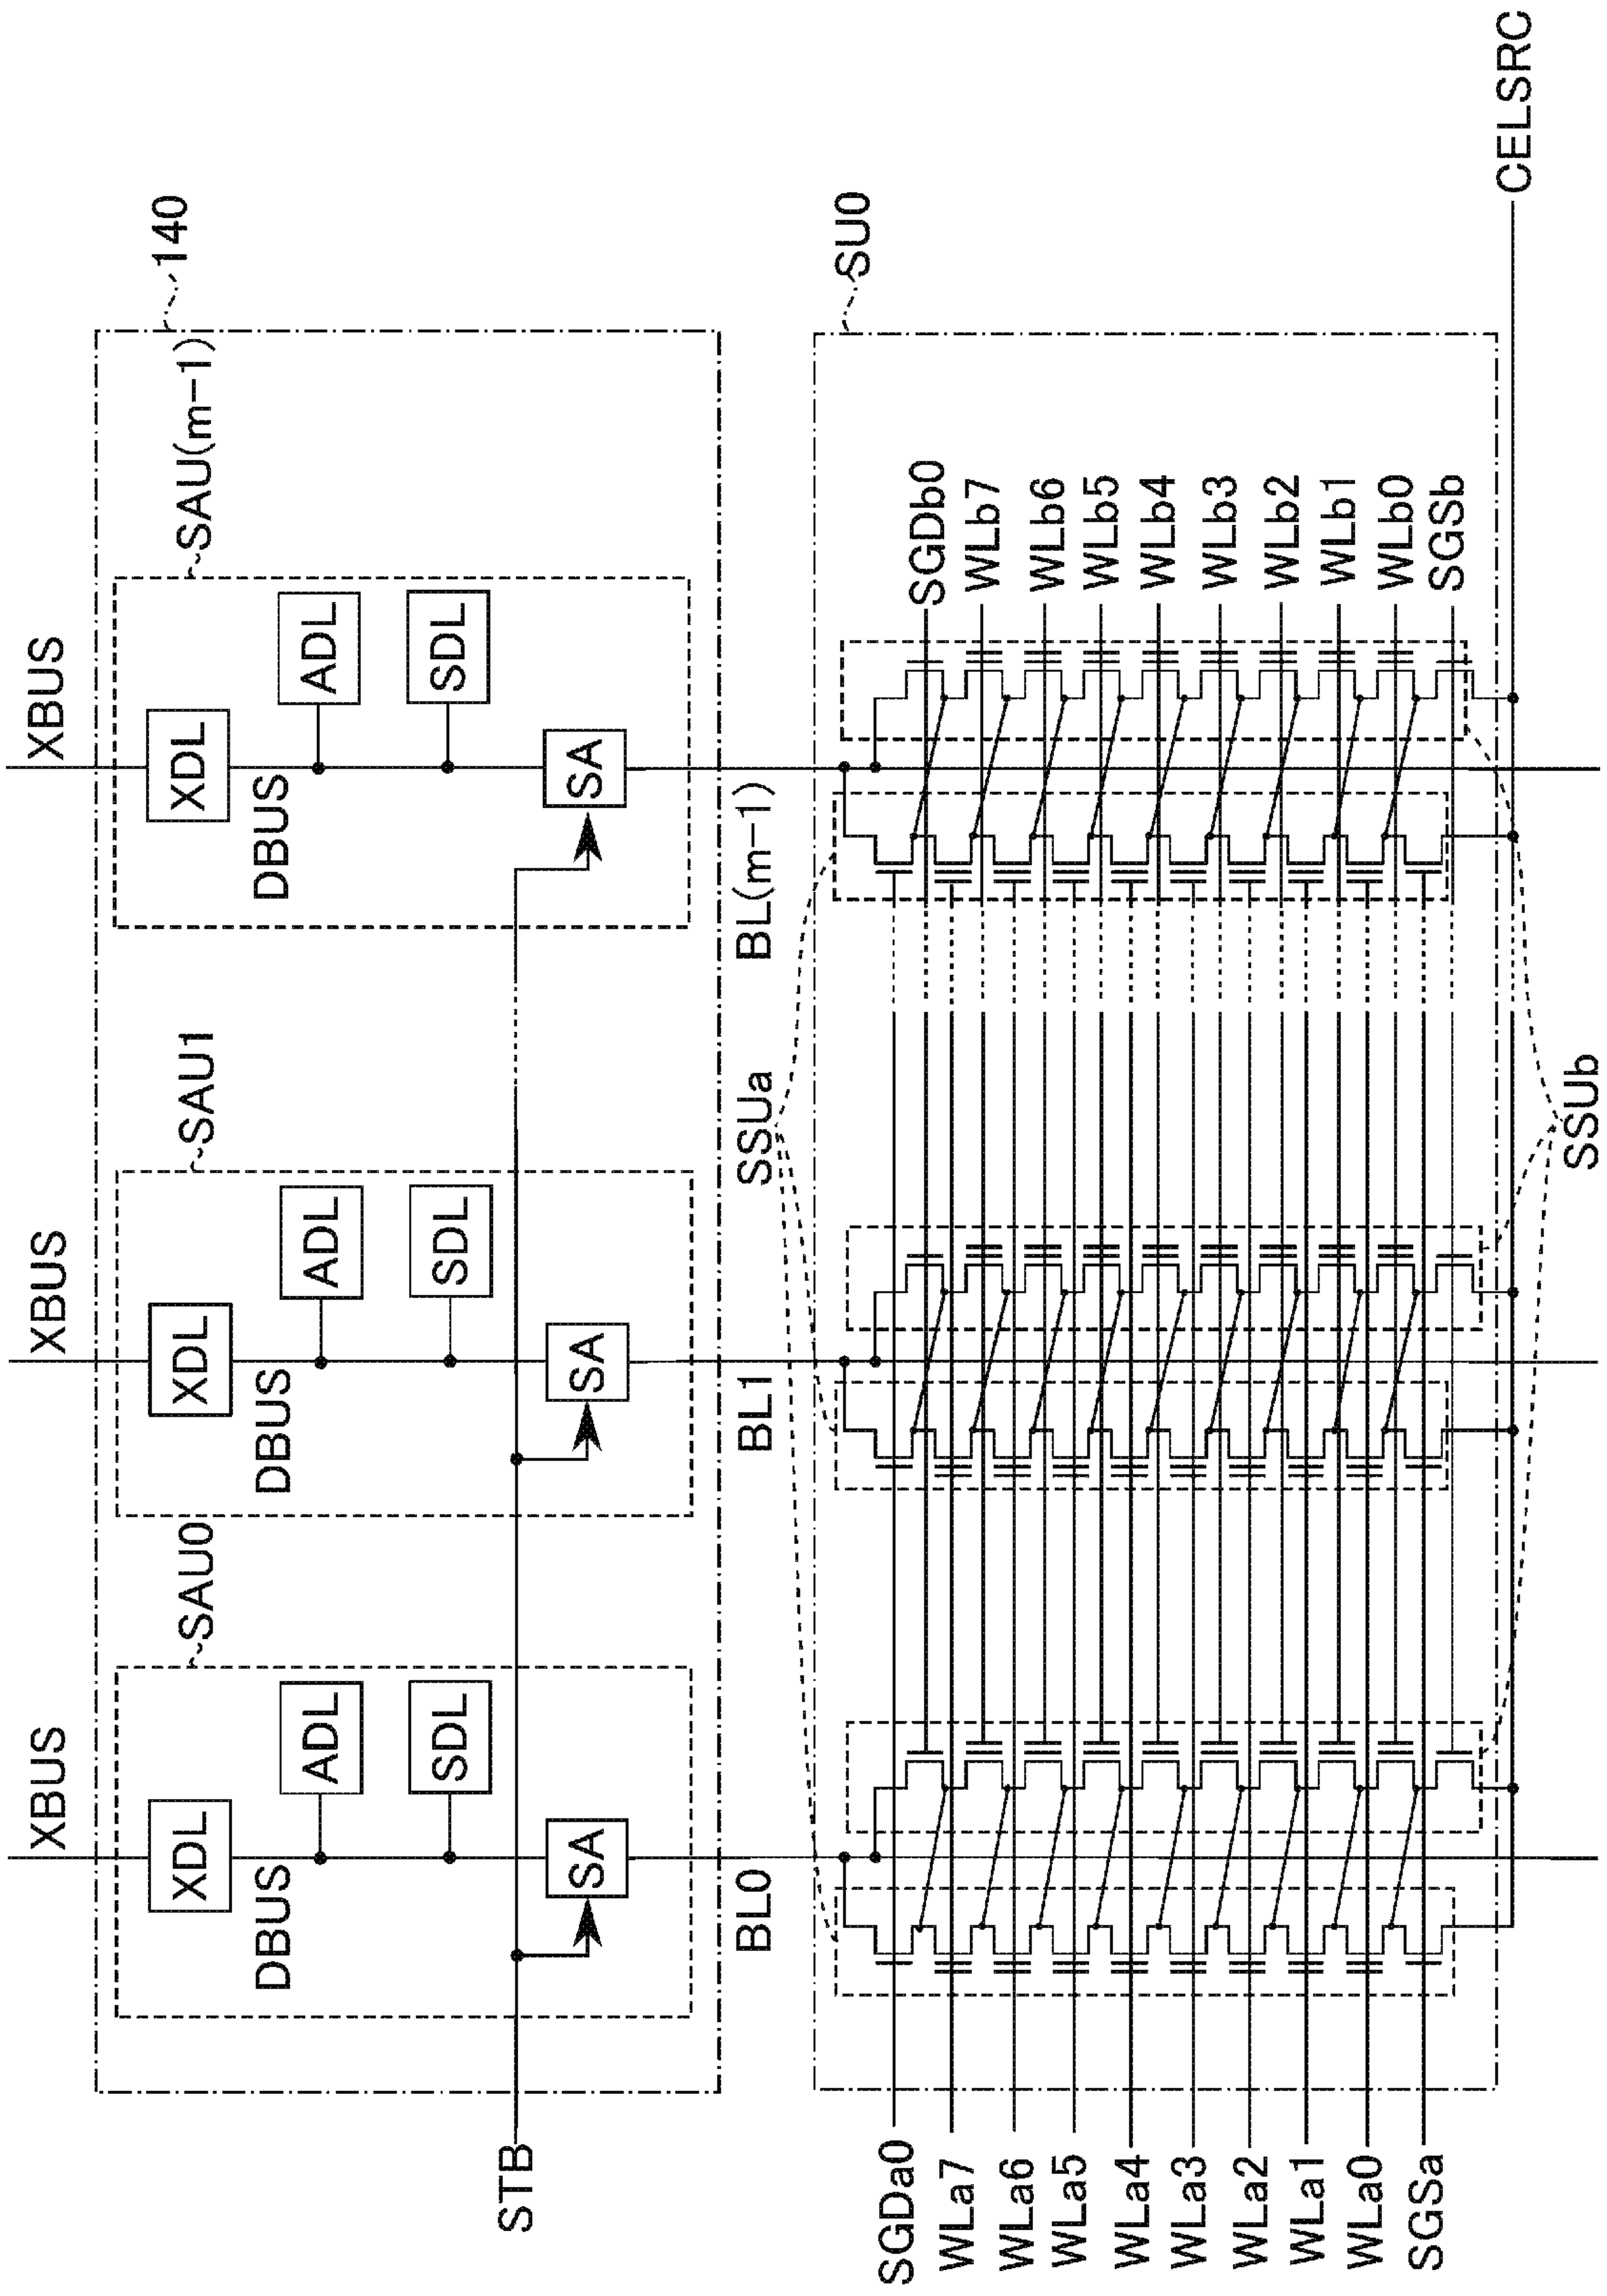 XBUS
XBUS
XBUS
140
SAU0
SAU1
SAU(m-1)
XDL
XDL
XDL
DBUS
DBUS
DBUS
ADL
ADL
ADL
SDL
SDL
SDL
STB
SA
SA
SA
BL0
BL1
BL(m-1)
SSUa
SU0
SGDa0
WLa7
WLa6
WLa5
WLa4
WLa3
WLa2
WLa1
WLa0
SGSa
SGDb0
WLb7
WLb6
WLb5
WLb4
WLb3
WLb2
WLb1
WLb0
SGSb
CELSRC
SSUb